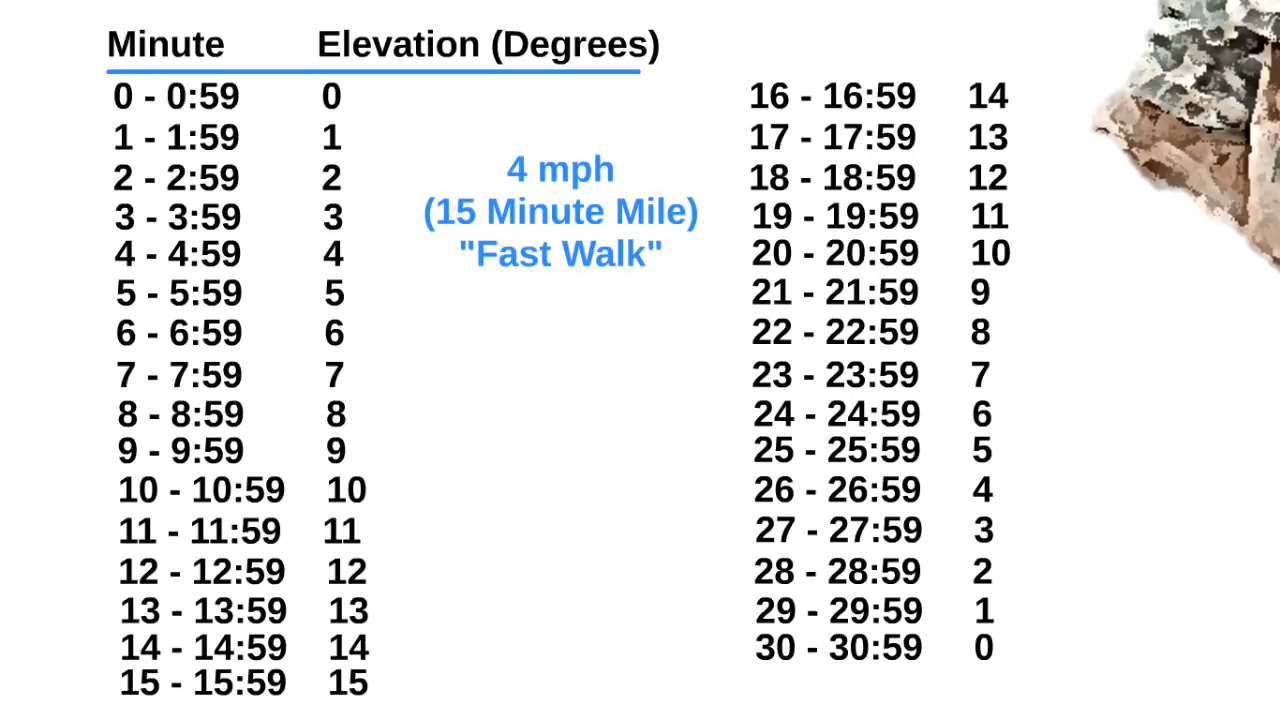 Minute Elevation (Degrees)
0 - 0:59 0
1 - 1:59 1
2 - 2:59 2
3 - 3:59 3
4 - 4:59 4
5 - 5:59 5
6 - 6:59 6
7 - 7:59 7
8 - 8:59 8
9 - 9:59 9
10 - 10:59 10
11 - 11:59 11
12 - 12:59 12
13 - 13:59 13
14 - 14:59 14
15 - 15:59 15
4 mph
(15 Minute Mile)
"Fast Walk"
16 - 16:59 14
17 - 17:59 13
18 - 18:59 12
19 - 19:59 11
20 - 20:59 10
21 - 21:59 9
22 - 22:59 8
23 - 23:59 7
24 - 24:59 6
25 - 25:59 5
26 - 26:59 4
27 - 27:59 3
28 - 28:59 2
29 - 29:59 1
30 - 30:59 0